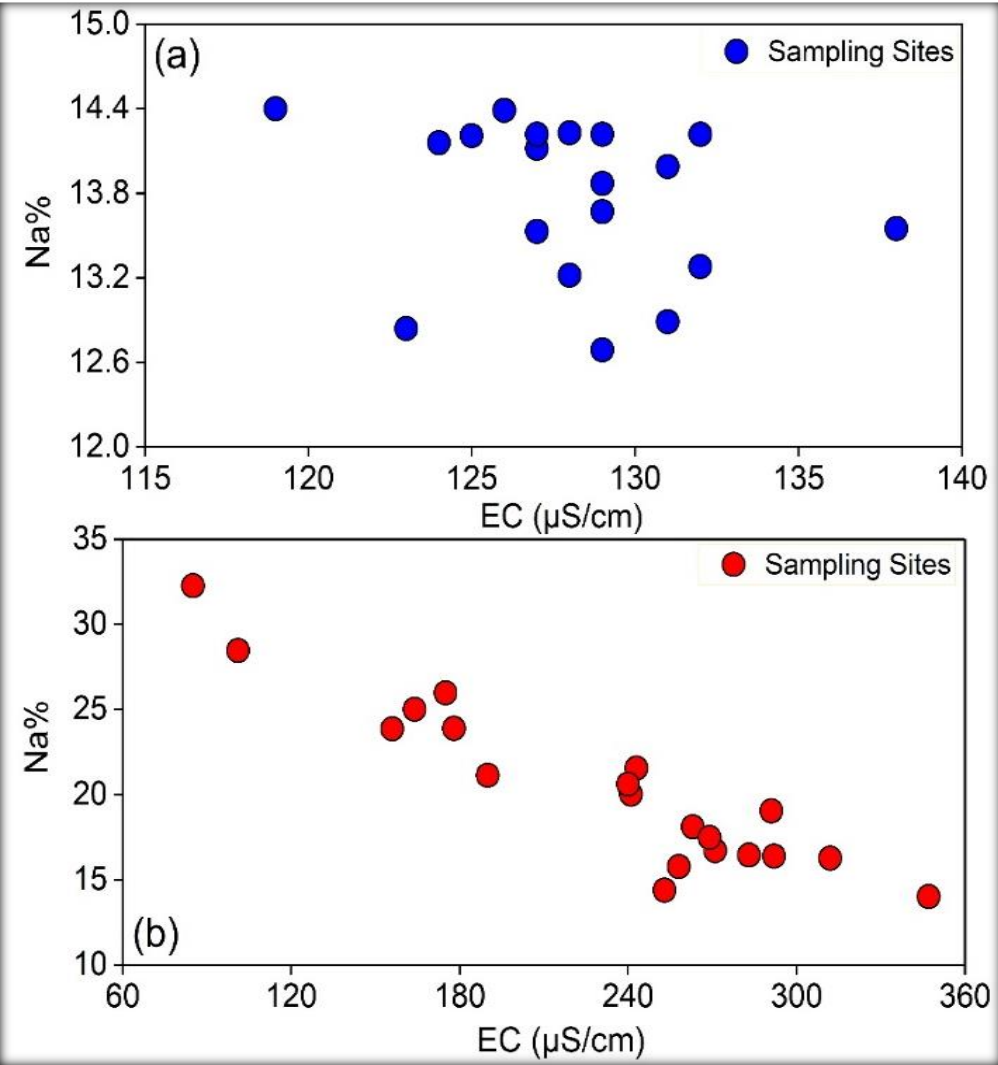 (a)
Sampling Sites
15.0
14.4
13.8
13.2
12.6
12.0
Na%
115 120 125 130 135 140
EC (µS/cm)
Sampling Sites
35
30
25
20
15
10
Na%
(b)
60 120 180 240 300 360
EC (µS/cm)